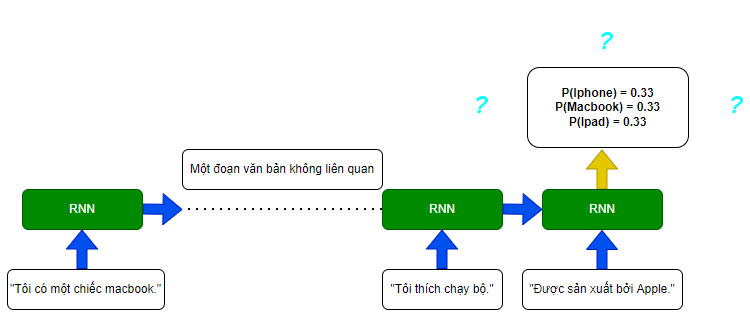 ?
? ?
P(Iphone) = 0.33
P(Macbook) = 0.33
P(Ipad) = 0.33
Một đoạn văn bản không liên quan
RNN RNN RNN
"Tôi có một chiếc macbook." "Tôi thích chạy bộ." "Được sản xuất bởi Apple."